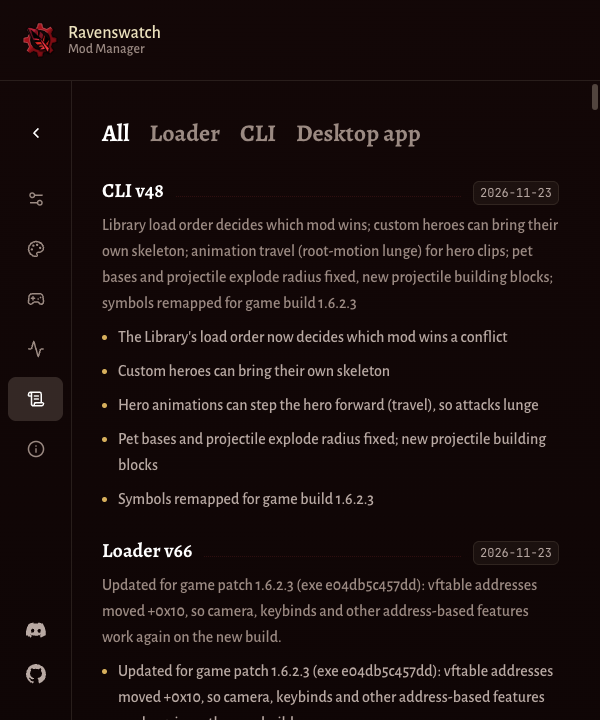 Ravenswatch
Mod Manager
All Loader CLI Desktop app
CLI v48 2026-11-23
Library load order decides which mod wins; custom heroes can bring their
own skeleton; animation travel (root-motion lunge) for hero clips; pet
bases and projectile explode radius fixed, new projectile building blocks;
symbols remapped for game build 1.6.2.3
The Library's load order now decides which mod wins a conflict
Custom heroes can bring their own skeleton
Hero animations can step the hero forward (travel), so attacks lunge
Pet bases and projectile explode radius fixed; new projectile building
blocks
Symbols remapped for game build 1.6.2.3
Loader v66 2026-11-23
Updated for game patch 1.6.2.3 (exe e04db5c457dd): vftable addresses
moved +0x10, so camera, keybinds and other address-based features
work again on the new build.
Updated for game patch 1.6.2.3 (exe e04db5c457dd): vftable addresses
moved +0x10, so camera, keybinds and other address-based features